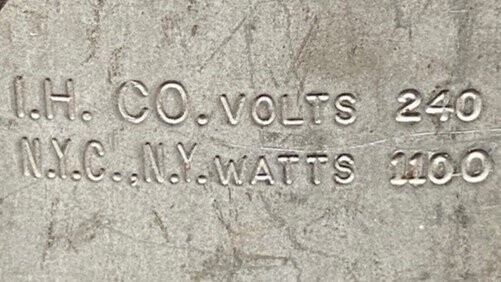 I.H. CO. VOLTS 240
N.Y.C., N.Y. WATTS 1100